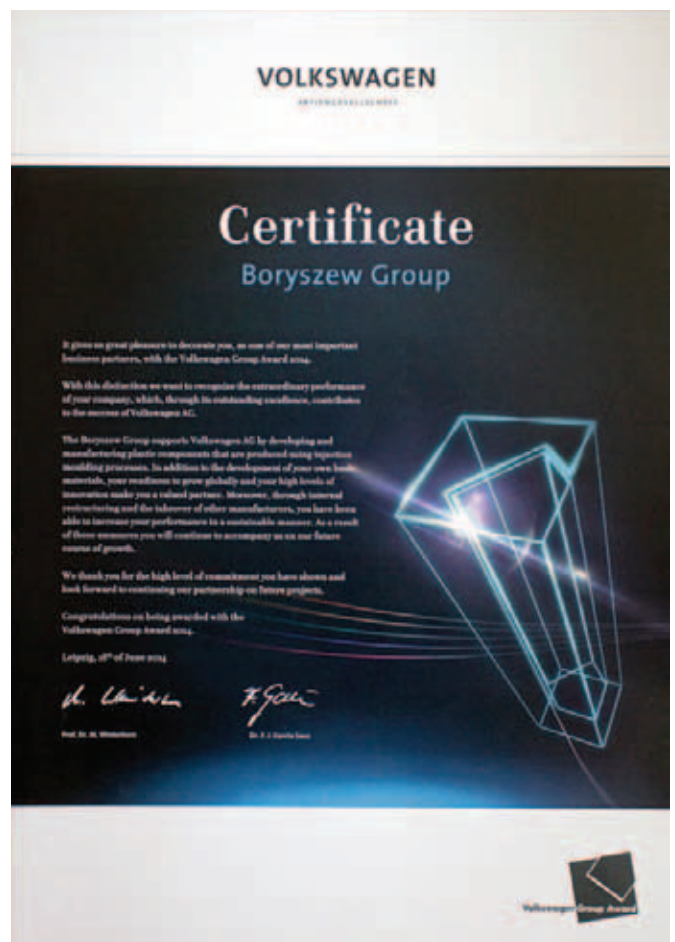 VOLKSWAGEN
AKTIENGESELLSCHAFT
Certificate
Boryszew Group
It gives us great pleasure to decorate you, as one of our most important
business partners, with the Volkswagen Group Award 2014.
With this distinction we want to recognize the extraordinary performance
of your company, which, through its outstanding excellence, contributes
to the success of Volkswagen AG.
The Boryszew Group supports Volkswagen AG by developing and
manufacturing plastic components that are produced using injection
moulding processes. In addition to the development of your own
materials, your readiness to grow globally and your high levels of
innovation make you a valued partner. Moreover, through internal
restructuring and the takeover of other manufacturers, you have been
able to increase your performance in a sustainable manner. As a result
of these measures you will continue to accompany us on our future
course of growth.
We thank you for the high level of commitment you have shown and
look forward to continuing our partnership on future projects.
Congratulations on being awarded with the
Volkswagen Group Award 2014.
Leipzig, 18th of June 2014
Prof. Dr. M. Winterkorn
Dr. F. J. Garcia Sanz
Volkswagen Group Award